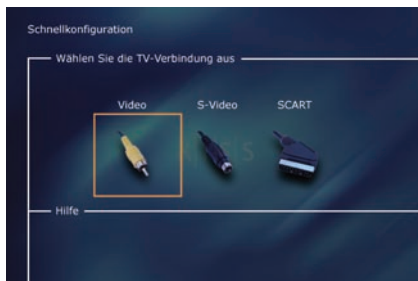 Schnellkonfiguration
Wählen Sie die TV-Verbindung aus
Video S-Video SCART
Hilfe